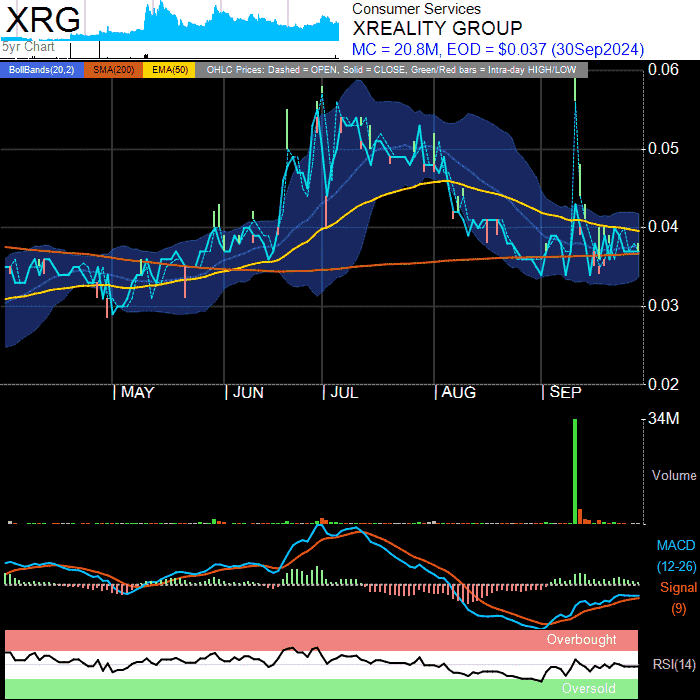 XRG
5yr Chart
Consumer Services
XREALITY GROUP
MC = 20.8M, EOD = $0.037 (30Sep2024)
BollBands(20,2) SMA(200) EMA(50) OHLC Prices: Dashed = OPEN, Solid = CLOSE, Green/Red bars = Intra-day HIGH/LOW
0.06
0.05
0.04
0.03
0.02
MAY JUN JUL AUG SEP
34M
Volume
MACD
(12-26)
Signal
(9)
Overbought
RSI(14)
Oversold